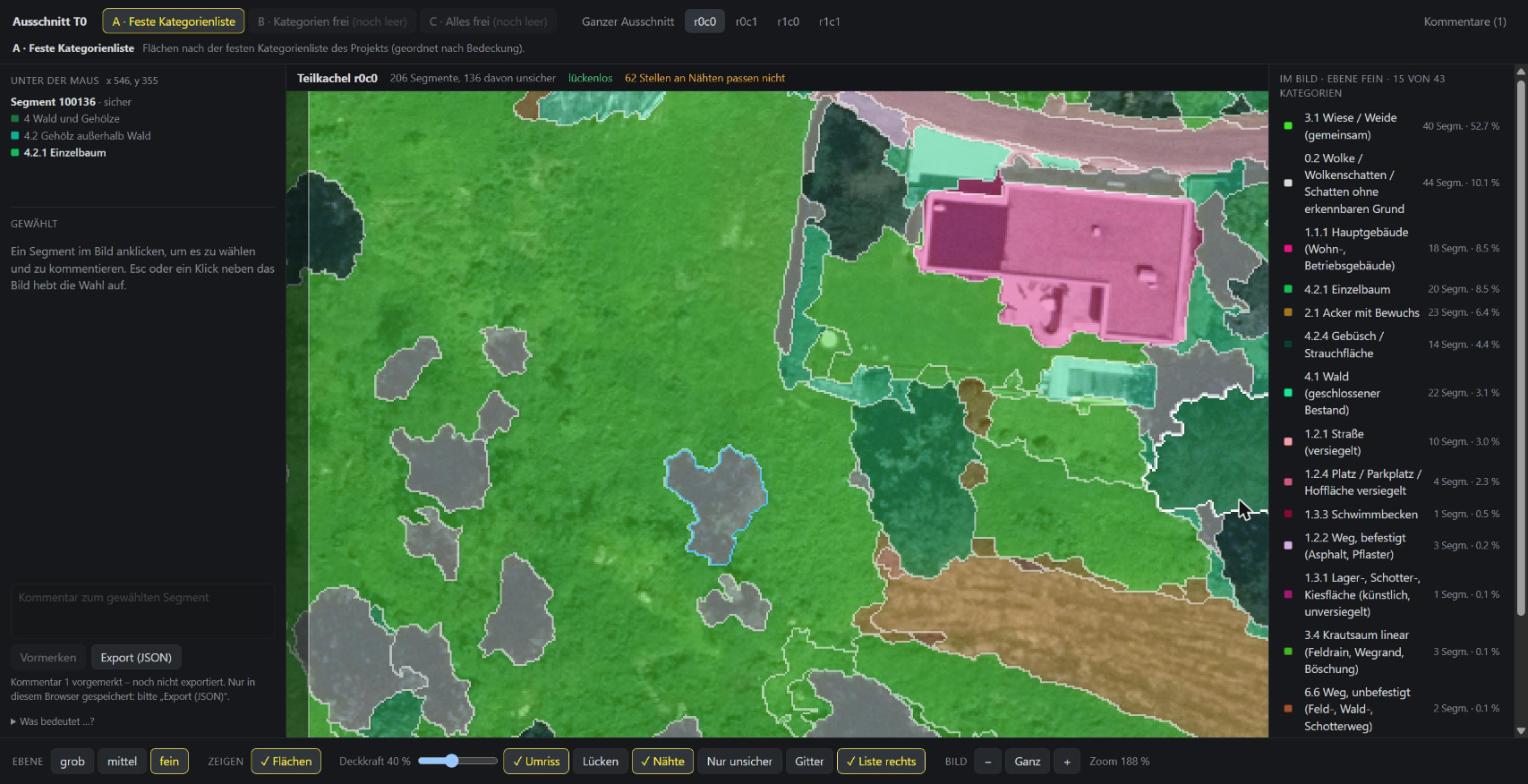 Ausschnitt T0
A · Feste Kategorienliste
B · Kategorien frei (noch leer)
C · Alles frei (noch leer)
Ganzer Ausschnitt
r0c0
r0c1
r1c0
r1c1
Kommentare (1)
A · Feste Kategorienliste Flächen nach der festen Kategorienliste des Projekts (geordnet nach Bedeckung).
UNTER DER MAUS x 546, y 355
Segment 100136 · sicher
4 Wald und Gehölze
4.2 Gehölz außerhalb Wald
4.2.1 Einzelbaum
GEWÄHLT
Ein Segment im Bild anklicken, um es zu wählen
und zu kommentieren. Esc oder ein Klick neben das
Bild hebt die Wahl auf.
Kommentar zum gewählten Segment
Vormerken
Export (JSON)
Kommentar 1 vorgemerkt – noch nicht exportiert. Nur in
diesem Browser gespeichert: bitte „Export (JSON)".
Was bedeutet ...?
Teilkachel r0c0 206 Segmente, 136 davon unsicher lückenlos 62 Stellen an Nähten passen nicht
IM BILD · EBENE FEIN · 15 VON 43
KATEGORIEN
3.1 Wiese / Weide
(gemeinsam)
40 Segm. · 52.7 %
0.2 Wolke /
Wolkenschatten /
Schatten ohne
erkennbaren Grund
44 Segm. · 10.1 %
1.1.1 Hauptgebäude
(Wohn-,
Betriebsgebäude)
18 Segm. · 8.5 %
4.2.1 Einzelbaum
20 Segm. · 8.5 %
2.1 Acker mit Bewuchs
23 Segm. · 6.4 %
4.2.4 Gebüsch /
Strauchfläche
14 Segm. · 4.4 %
4.1 Wald
(geschlossener
Bestand)
22 Segm. · 3.1 %
1.2.1 Straße
(versiegelt)
10 Segm. · 3.0 %
1.2.4 Platz / Parkplatz /
Hoffläche versiegelt
4 Segm. · 2.3 %
1.3.3 Schwimmbecken
1 Segm. · 0.5 %
1.2.2 Weg, befestigt
(Asphalt, Pflaster)
3 Segm. · 0.2 %
1.3.1 Lager-, Schotter-,
Kiesfläche (künstlich,
unversiegelt)
1 Segm. · 0.1 %
3.4 Krautsaum linear
(Feldrain, Wegrand,
Böschung)
3 Segm. · 0.1 %
6.6 Weg, unbefestigt
(Feld-, Wald-,
Schotterweg)
2 Segm. · 0.1 %
EBENE
grob
mittel
fein
ZEIGEN
✓ Flächen
Deckkraft 40 %
✓ Umriss
Lücken
✓ Nähte
Nur unsicher
Gitter
✓ Liste rechts
BILD
–
Ganz
+
Zoom 188 %